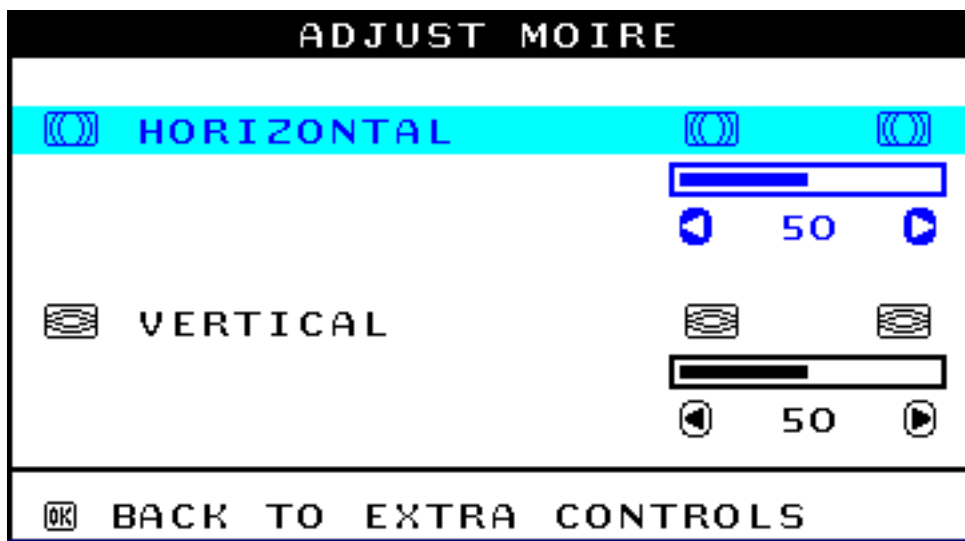 ADJUST MOIRE
HORIZONTAL
50
VERTICAL
50
OK BACK TO EXTRA CONTROLS